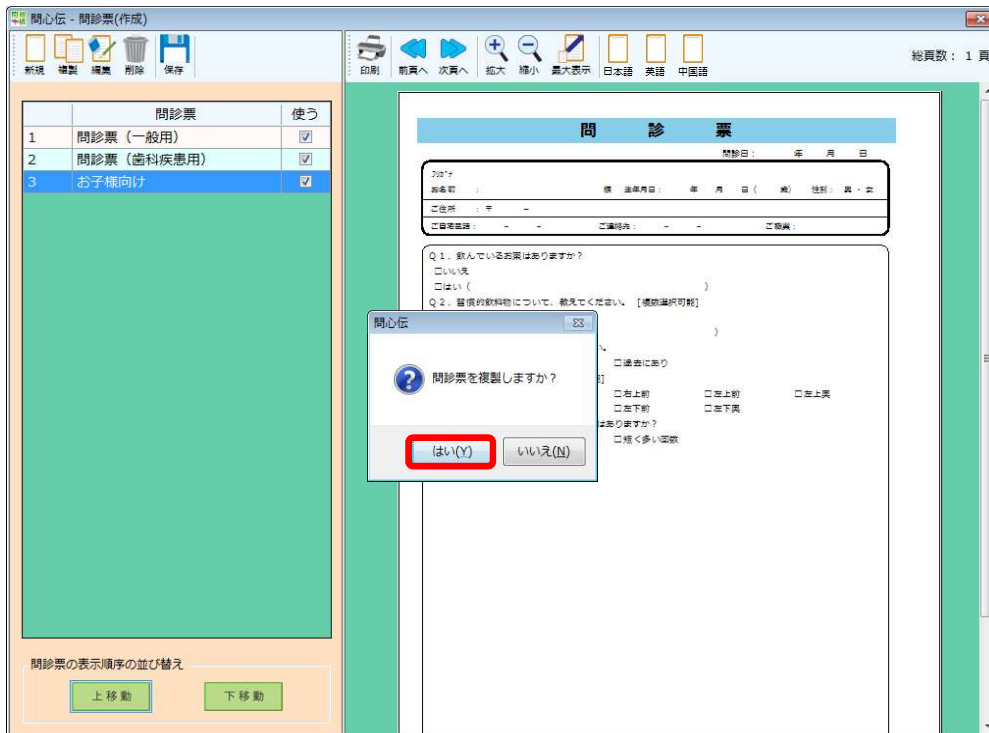 問心伝 - 問診票(作成)
新規 複製 編集 削除 保存
印刷 前頁へ 次頁へ 拡大 縮小 最大表示 日本語 英語 中国語
総頁数： 1 頁
問診票 使う
1 問診票（一般用）
2 問診票（歯科疾患用）
3 お子様向け
問診票の表示順序の並び替え
上移動 下移動
問 診 票
問診日： 年 月 日
フリガナ
お名前 ： 様 生年月日： 年 月 日（ 歳） 性別： 男 ・ 女
ご住所 ：〒 －
ご自宅電話： － － ご連絡先： － － ご職業：
Ｑ１．飲んでいるお薬はありますか？
□いいえ
□はい（ ）
Ｑ２．習慣的飲料物について、教えてください。［複数選択可能］
）
い。
□過去にあり
］
□右上前 □左上前 □左上奥
□左下前 □左下奥
はありますか？
□短く多い回数
問心伝
問診票を複製しますか？
はい(Y) いいえ(N)